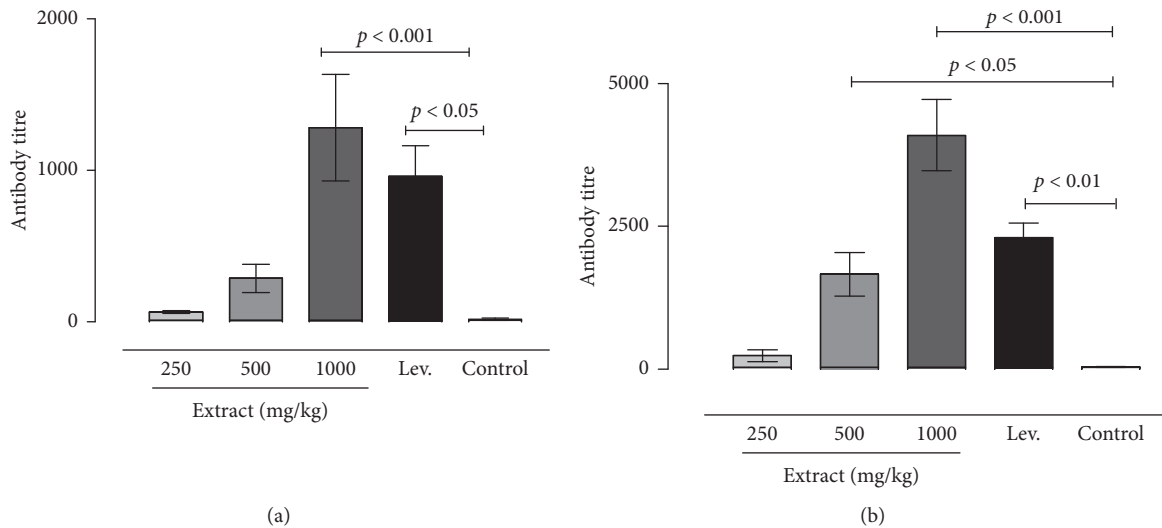 2000
1000
0
Antibody titre
p < 0.001
p < 0.05
250 500 1000 Lev. Control
Extract (mg/kg)
(a)
5000
2500
0
Antibody titre
p < 0.001
p < 0.05
p < 0.01
250 500 1000 Lev. Control
Extract (mg/kg)
(b)